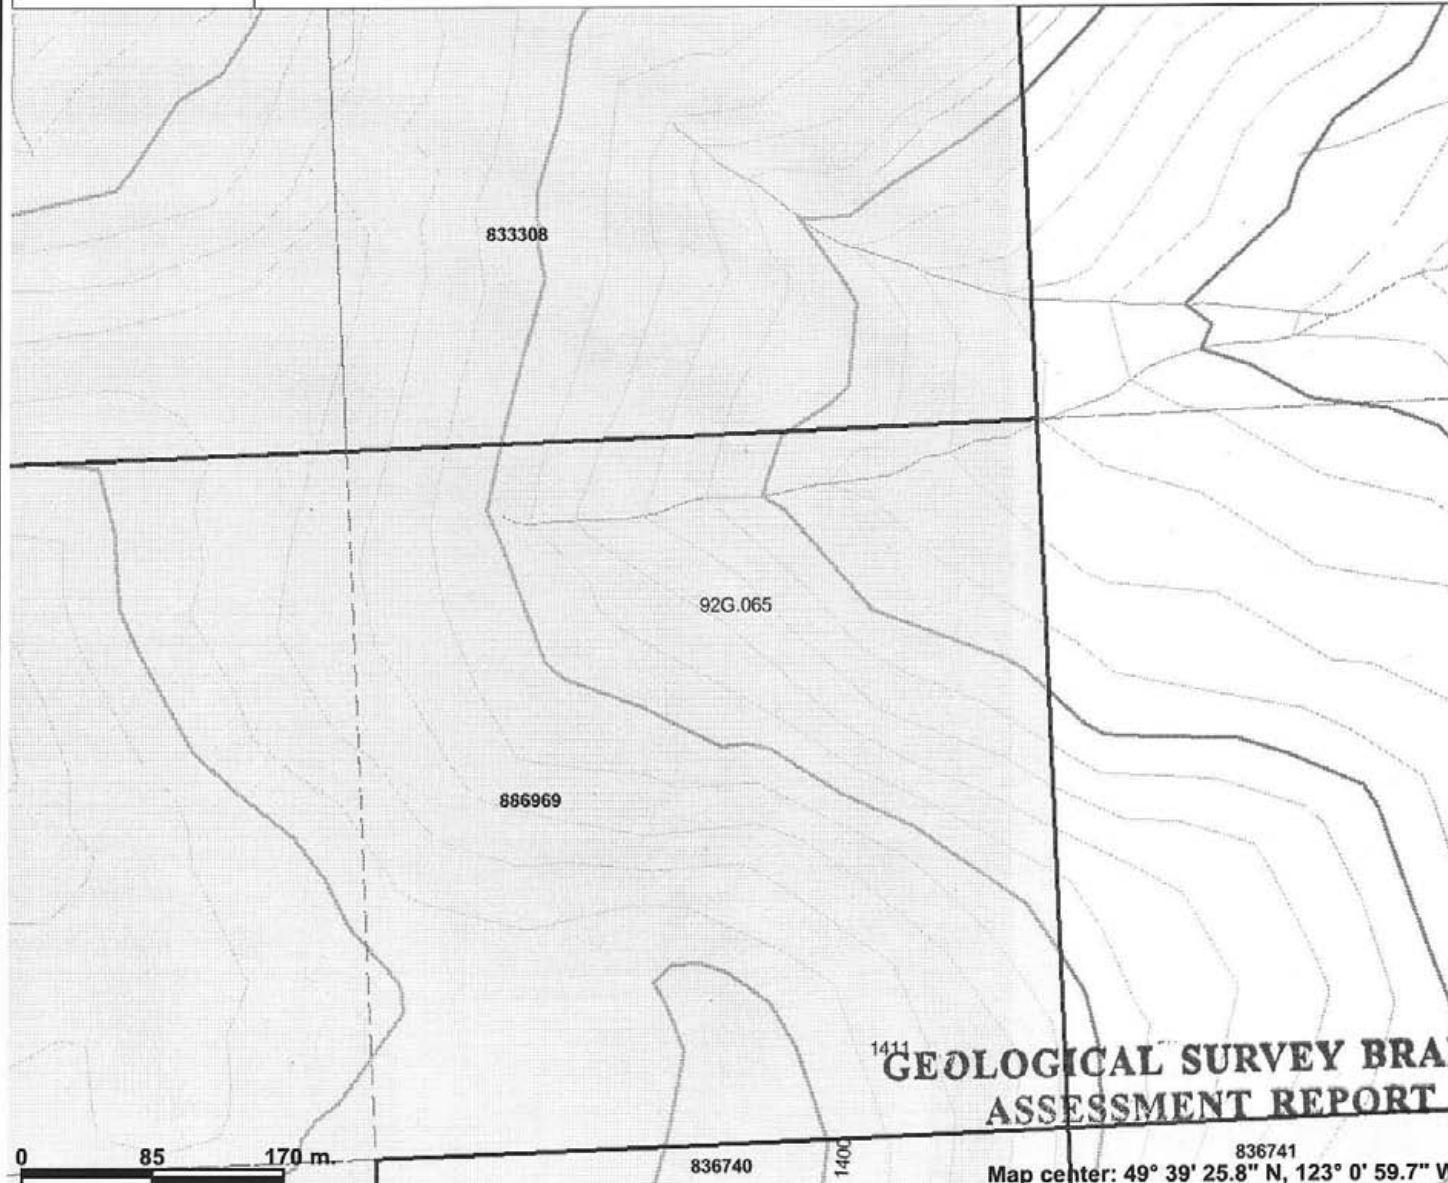 833308
92G.065
886969
1411
GEOLOGICAL SURVEY BRA
ASSESSMENT REPORT
0 85 170 m.
836740
1400
836741
Map center: 49° 39' 25.8" N, 123° 0' 59.7" W